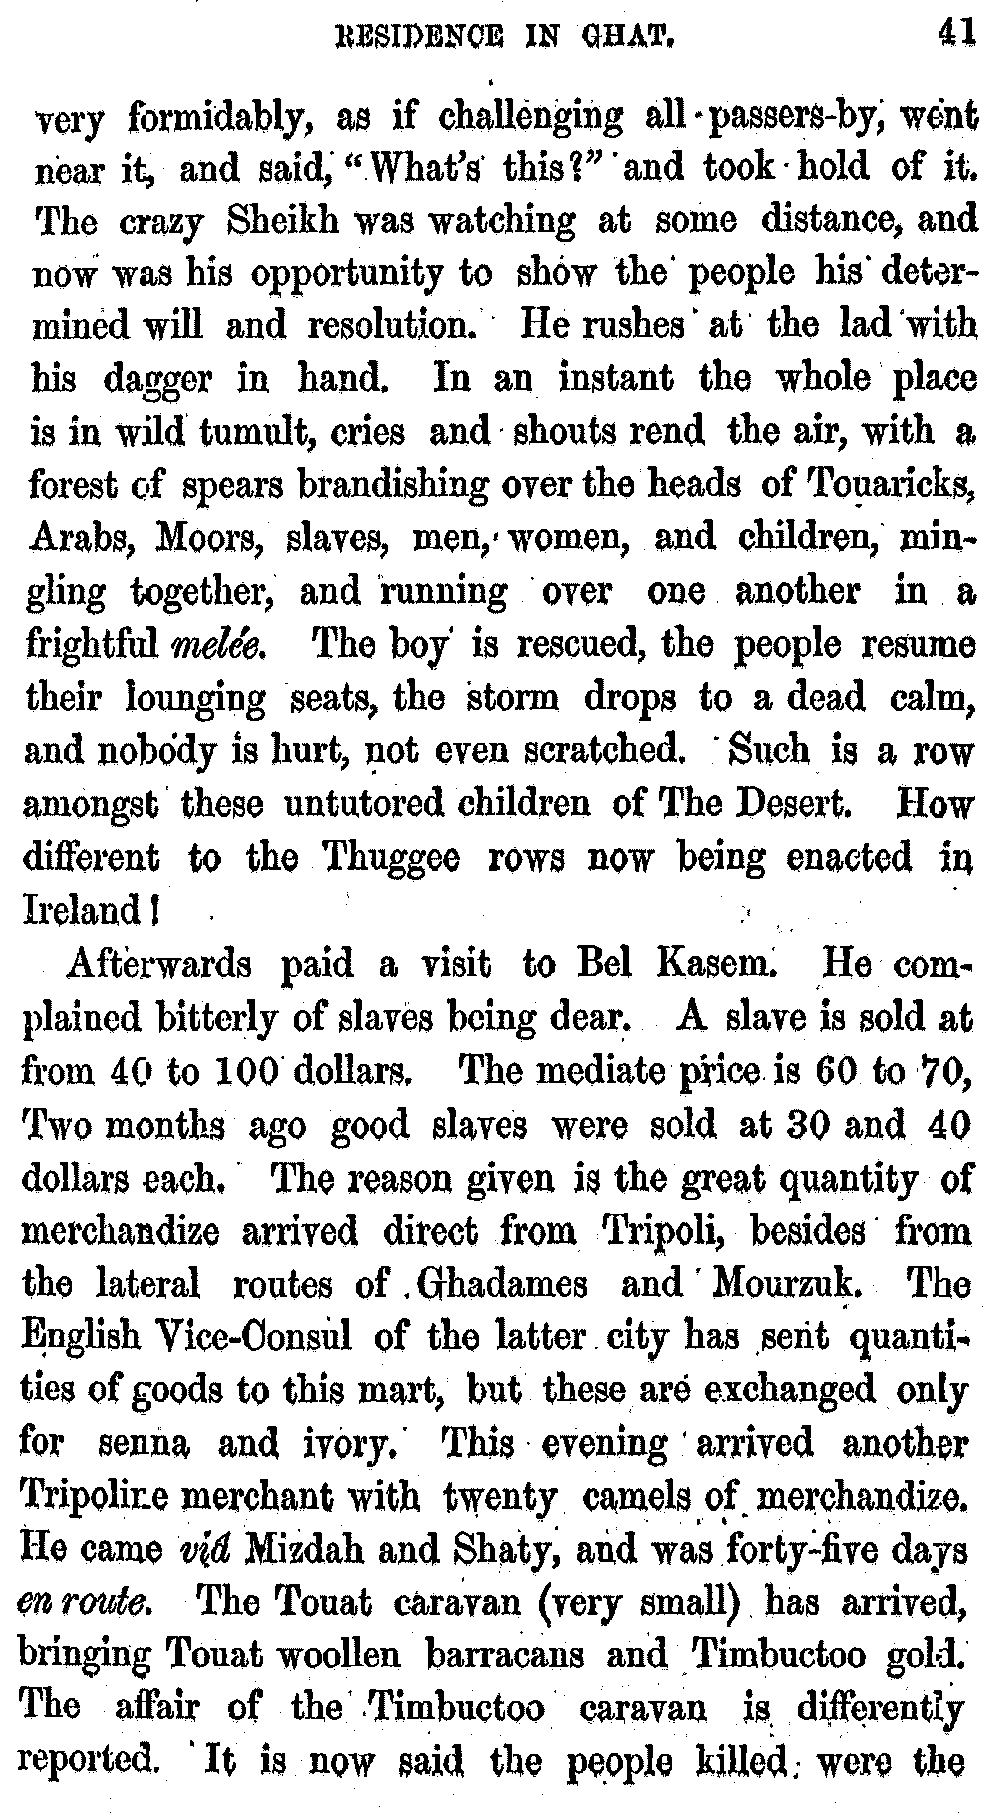 RESIDENCE IN GHAT. 41
very formidably, as if challenging all passers-by, went
near it, and said, "What's this?" and took hold of it.
The crazy Sheikh was watching at some distance, and
now was his opportunity to show the people his deter-
mined will and resolution. He rushes at the lad with
his dagger in hand. In an instant the whole place
is in wild tumult, cries and shouts rend the air, with a
forest of spears brandishing over the heads of Touaricks,
Arabs, Moors, slaves, men, women, and children, min-
gling together, and running over one another in a
frightful melée. The boy is rescued, the people resume
their lounging seats, the storm drops to a dead calm,
and nobody is hurt, not even scratched. Such is a row
amongst these untutored children of The Desert. How
different to the Thuggee rows now being enacted in
Ireland!
Afterwards paid a visit to Bel Kasem. He com-
plained bitterly of slaves being dear. A slave is sold at
from 40 to 100 dollars. The mediate price is 60 to 70,
Two months ago good slaves were sold at 30 and 40
dollars each. The reason given is the great quantity of
merchandize arrived direct from Tripoli, besides from
the lateral routes of Ghadames and Mourzuk. The
English Vice-Consul of the latter city has sent quanti-
ties of goods to this mart, but these are exchanged only
for senna and ivory. This evening arrived another
Tripoline merchant with twenty camels of merchandize.
He came viâ Mizdah and Shaty, and was forty-five days
en route. The Touat caravan (very small) has arrived,
bringing Touat woollen barracans and Timbuctoo gold.
The affair of the Timbuctoo caravan is differently
reported. It is now said the people killed were the